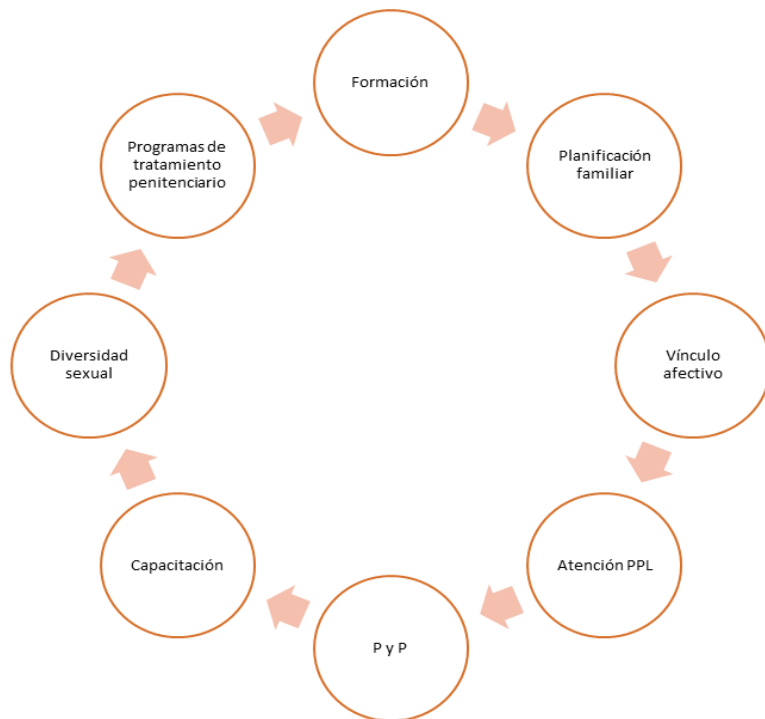 Formación
Planificación
familiar
Vínculo
afectivo
Atención PPL
P y P
Capacitación
Diversidad
sexual
Programas de
tratamiento
penitenciario